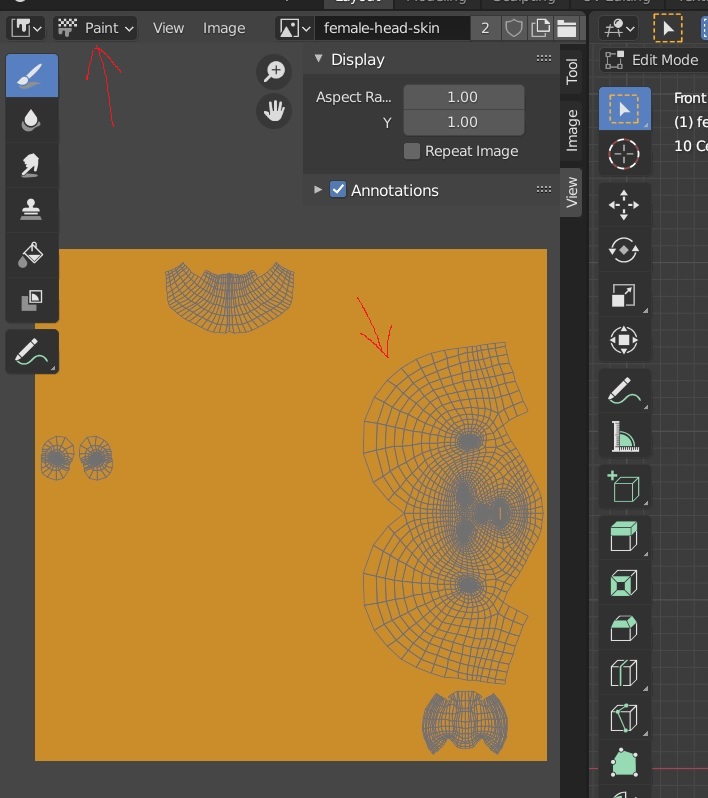 Layout
Paint View Image female-head-skin 2
Display
Aspect Ra... 1.00
Y 1.00
Repeat Image
Annotations
Tool
Image
View
Edit Mode
Front
(1) fe
10 Co